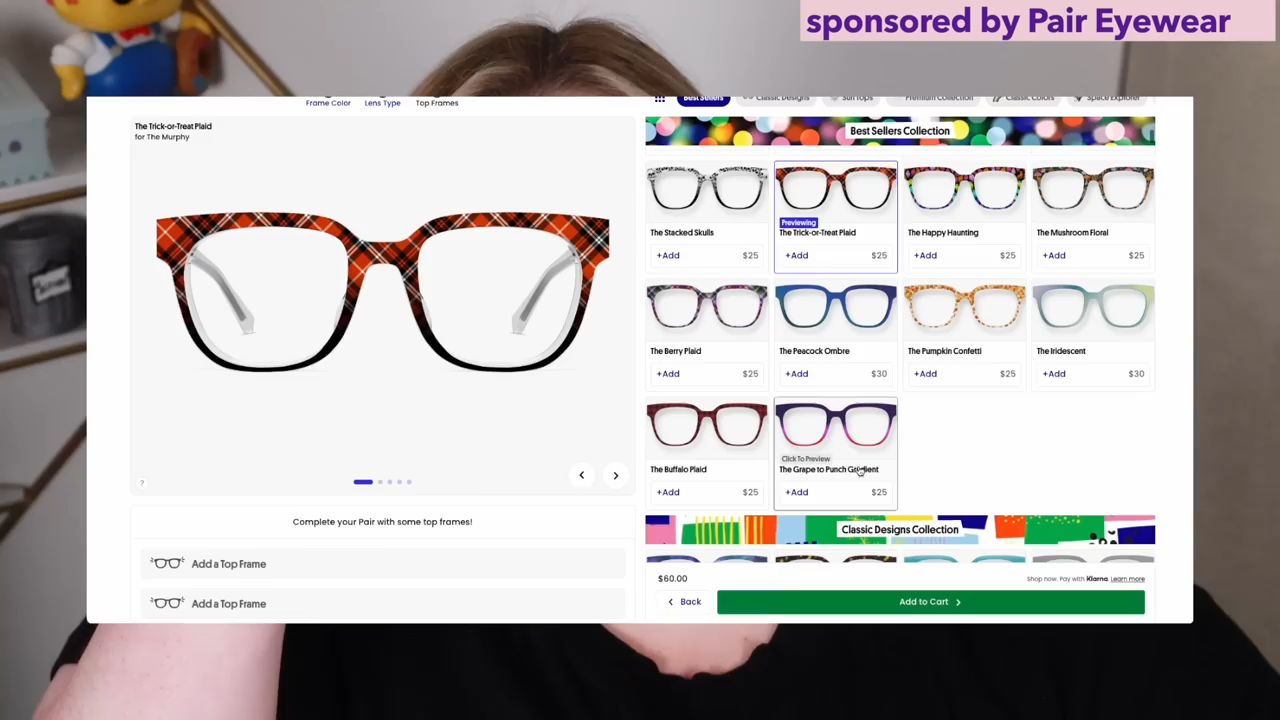 sponsored by Pair Eyewear
Frame Color
Lens Type
Top Frames
Best Sellers
Classic Designs
Sun Tops
Premium Collection
Classic Colors
Space Explorer
The Trick-or-Treat Plaid
for The Murphy
Best Sellers Collection
Previewing
The Stacked Skulls
The Trick-or-Treat Plaid
The Happy Haunting
The Mushroom Floral
+Add $25
+Add $25
+Add $25
+Add $25
The Berry Plaid
The Peacock Ombre
The Pumpkin Confetti
The Iridescent
+Add $25
+Add $30
+Add $25
+Add $30
Click To Preview
The Buffalo Plaid
The Grape to Punch Gradient
+Add $25
+Add $25
?
Complete your Pair with some top frames!
Add a Top Frame
Add a Top Frame
Classic Designs Collection
$60.00
Shop now. Pay with Klarna. Learn more
Back
Add to Cart